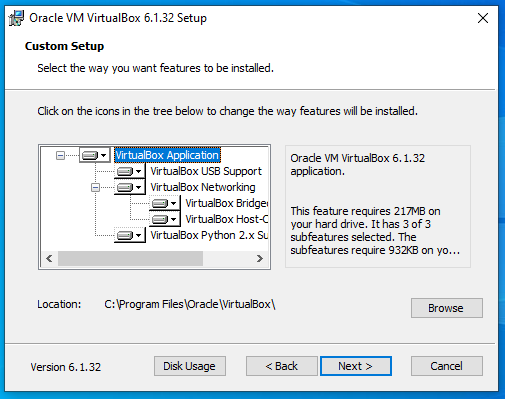 Oracle VM VirtualBox 6.1.32 Setup
Custom Setup
Select the way you want features to be installed.
Click on the icons in the tree below to change the way features will be installed.
VirtualBox Application
VirtualBox USB Support
VirtualBox Networking
VirtualBox Bridge
VirtualBox Host-C
VirtualBox Python 2.x Su
Oracle VM VirtualBox 6.1.32
application.
This feature requires 217MB on
your hard drive. It has 3 of 3
subfeatures selected. The
subfeatures require 932KB on yo...
Location: C:\Program Files\Oracle\VirtualBox\
Browse
Version 6.1.32
Disk Usage
< Back
Next >
Cancel